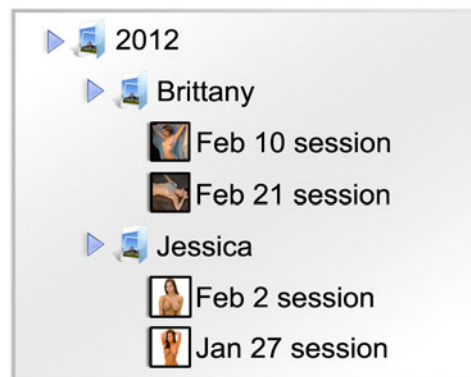 2012
Brittany
Feb 10 session
Feb 21 session
Jessica
Feb 2 session
Jan 27 session